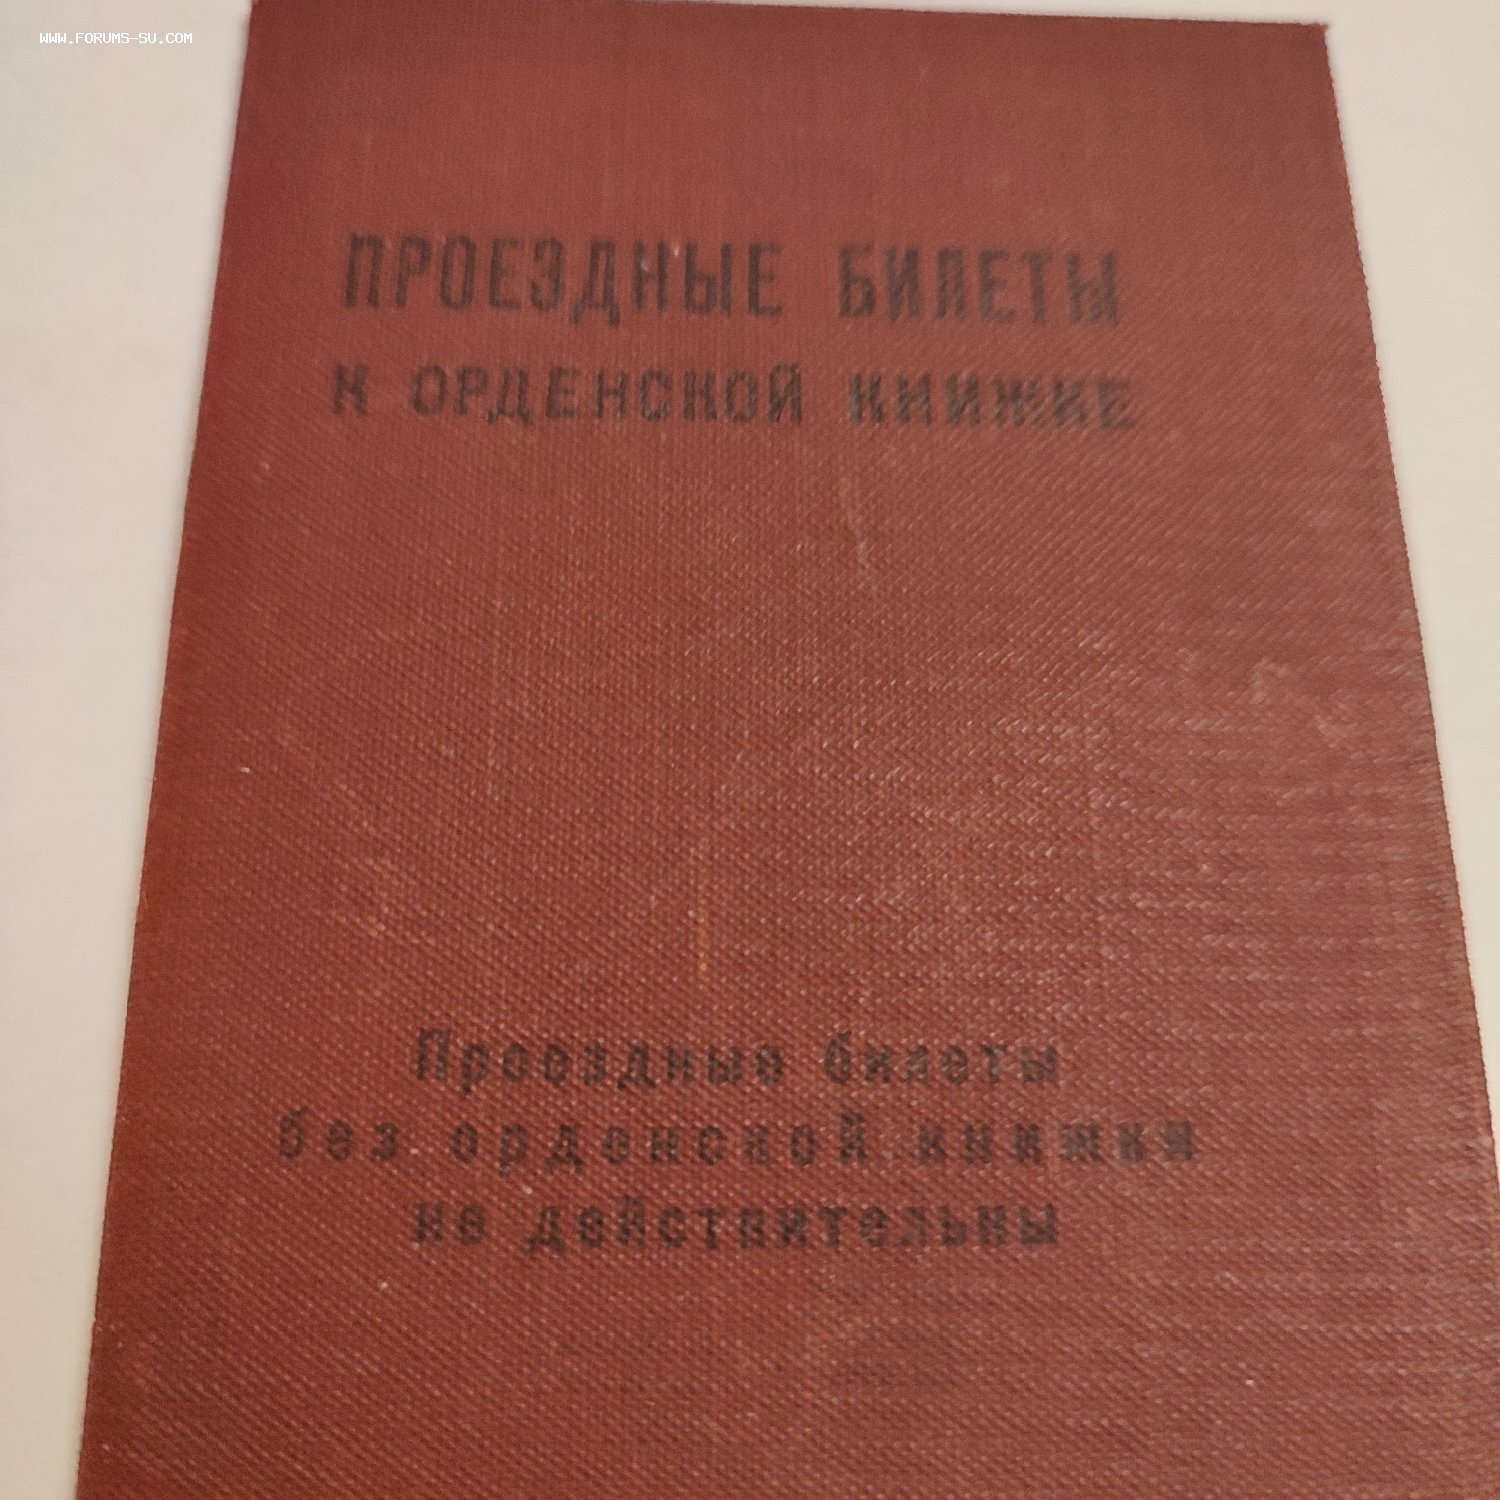 WWW.FORUMS-SU.COM
ПРОЕЗДНЫЕ БИЛЕТЫ
К ОРДЕНСКОЙ КНИЖКЕ
Проездные билеты
без орденской книжки
не действительны